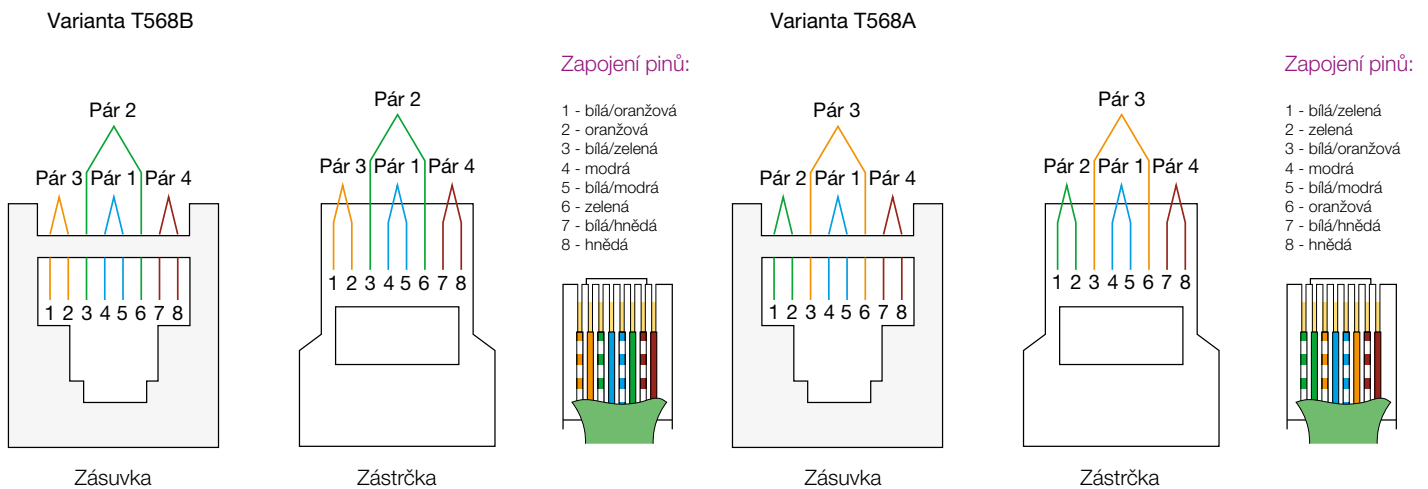 Varianta T568B
Pár 2
Pár 3 Pár 1 Pár 4
1 2 3 4 5 6 7 8
Zásuvka
Pár 2
Pár 3 Pár 1 Pár 4
1 2 3 4 5 6 7 8
Zástrčka
Zapojení pinů:
1 - bílá/oranžová
2 - oranžová
3 - bílá/zelená
4 - modrá
5 - bílá/modrá
6 - zelená
7 - bílá/hnědá
8 - hnědá
Varianta T568A
Pár 3
Pár 2 Pár 1 Pár 4
1 2 3 4 5 6 7 8
Zásuvka
Pár 3
Pár 2 Pár 1 Pár 4
1 2 3 4 5 6 7 8
Zástrčka
Zapojení pinů:
1 - bílá/zelená
2 - zelená
3 - bílá/oranžová
4 - modrá
5 - bílá/modrá
6 - oranžová
7 - bílá/hnědá
8 - hnědá